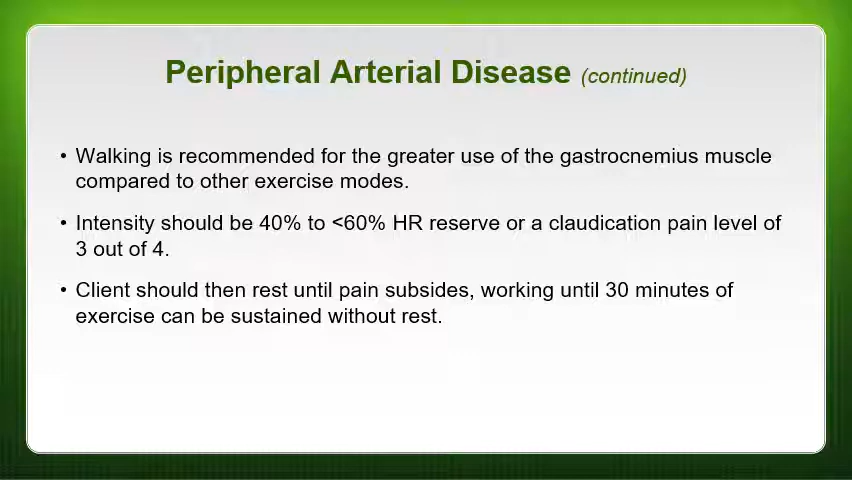 Peripheral Arterial Disease (continued)
• Walking is recommended for the greater use of the gastrocnemius muscle
compared to other exercise modes.
• Intensity should be 40% to <60% HR reserve or a claudication pain level of
3 out of 4.
• Client should then rest until pain subsides, working until 30 minutes of
exercise can be sustained without rest.